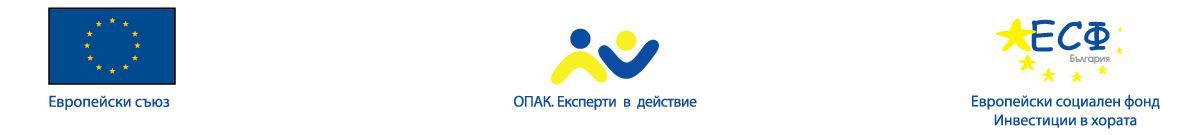 Европейски съюз
ОПАК. Експерти в действие
ЕСФ
България
Европейски социален фонд
Инвестиции в хората